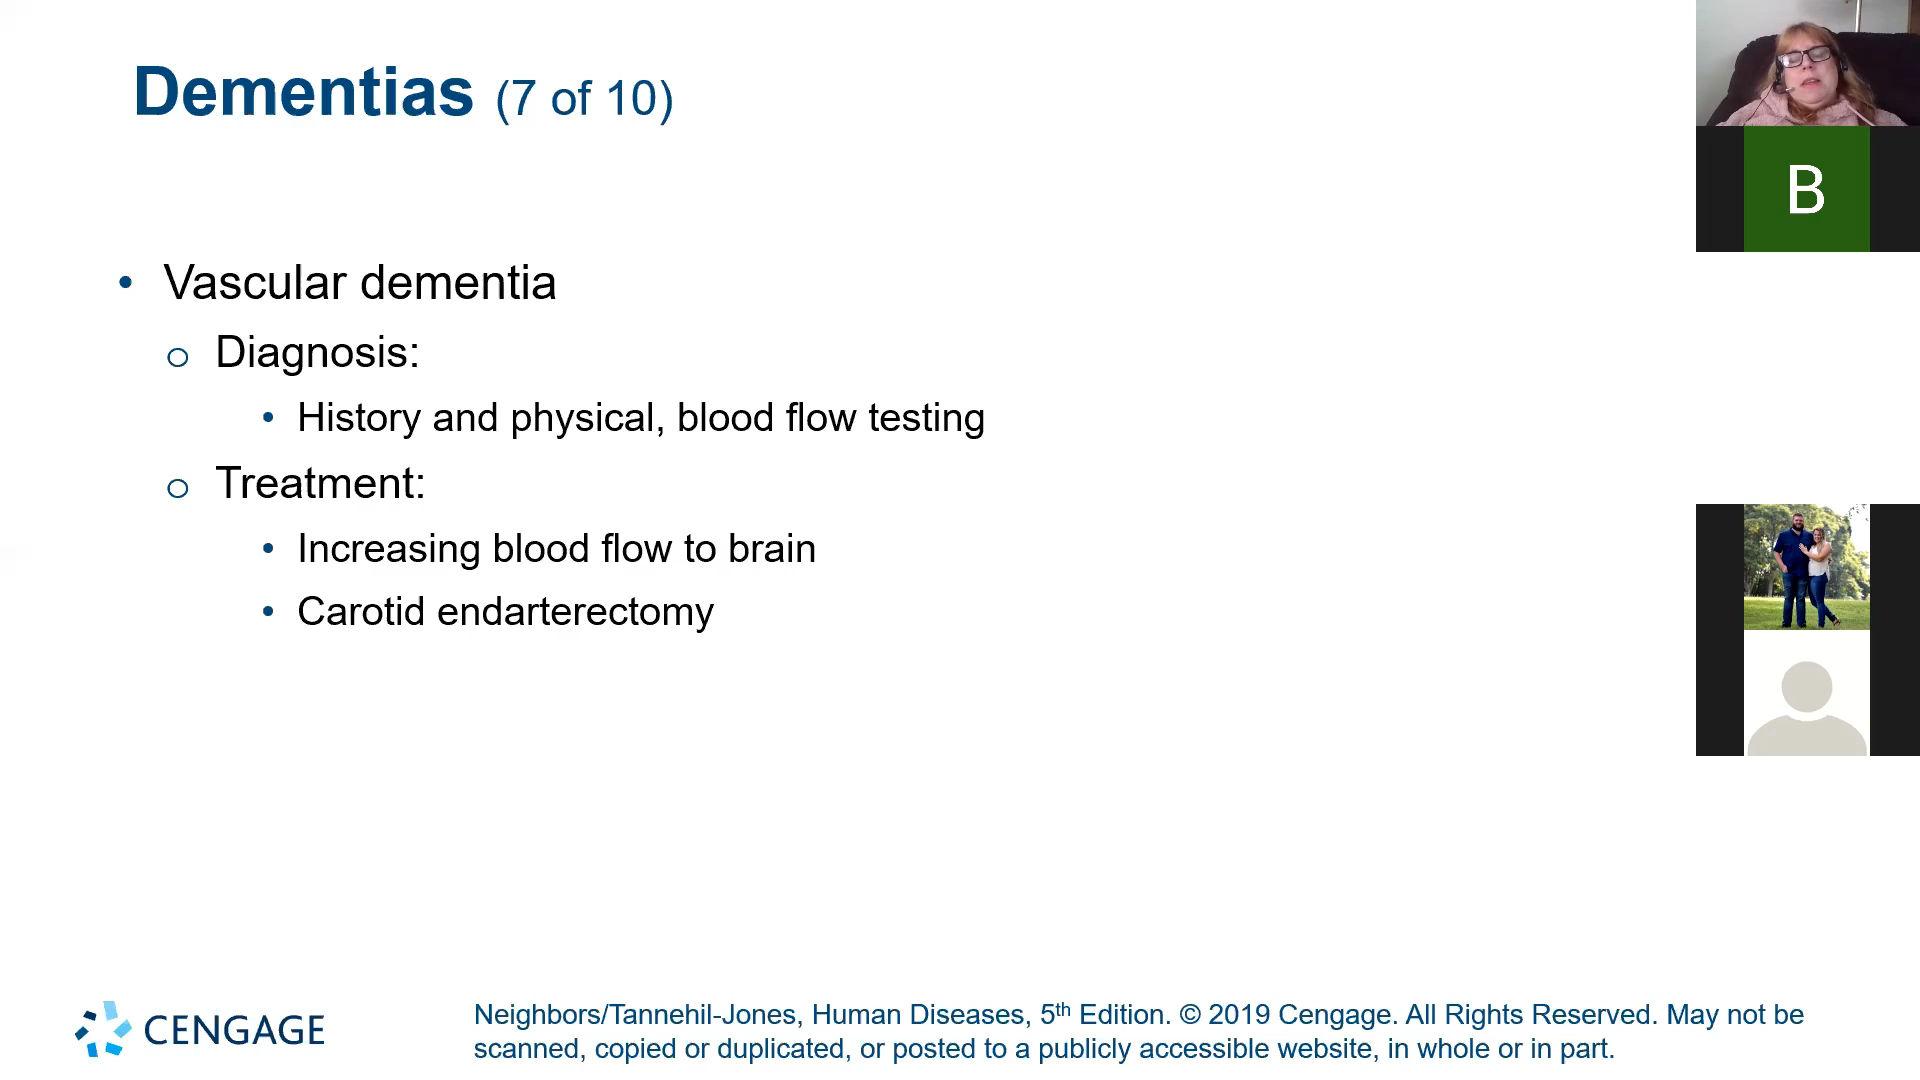 Dementias (7 of 10)
B
• Vascular dementia
o Diagnosis:
• History and physical, blood flow testing
o Treatment:
• Increasing blood flow to brain
• Carotid endarterectomy
CENGAGE
Neighbors/Tannehil-Jones, Human Diseases, 5th Edition. © 2019 Cengage. All Rights Reserved. May not be
scanned, copied or duplicated, or posted to a publicly accessible website, in whole or in part.